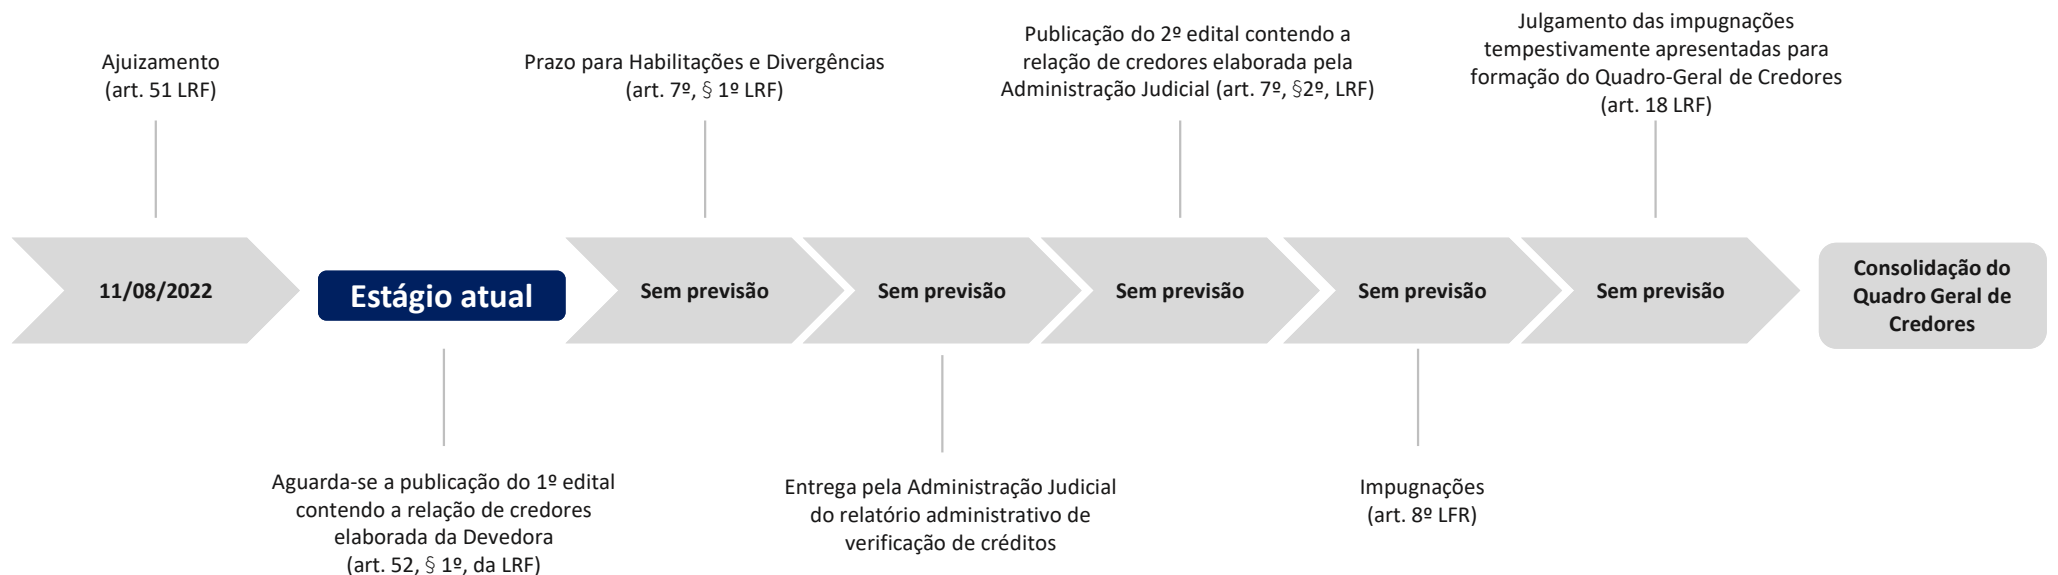 Ajuizamento
(art. 51 LRF)
Prazo para Habilitações e Divergências
(art. 7º, § 1º LRF)
Publicação do 2º edital contendo a
relação de credores elaborada pela
Administração Judicial (art. 7º, §2º, LRF)
Julgamento das impugnações
tempestivamente apresentadas para
formação do Quadro-Geral de Credores
(art. 18 LRF)
11/08/2022
Estágio atual
Sem previsão
Sem previsão
Sem previsão
Sem previsão
Sem previsão
Consolidação do
Quadro Geral de
Credores
Aguarda-se a publicação do 1º edital
contendo a relação de credores
elaborada da Devedora
(art. 52, § 1º, da LRF)
Entrega pela Administração Judicial
do relatório administrativo de
verificação de créditos
Impugnações
(art. 8º LFR)